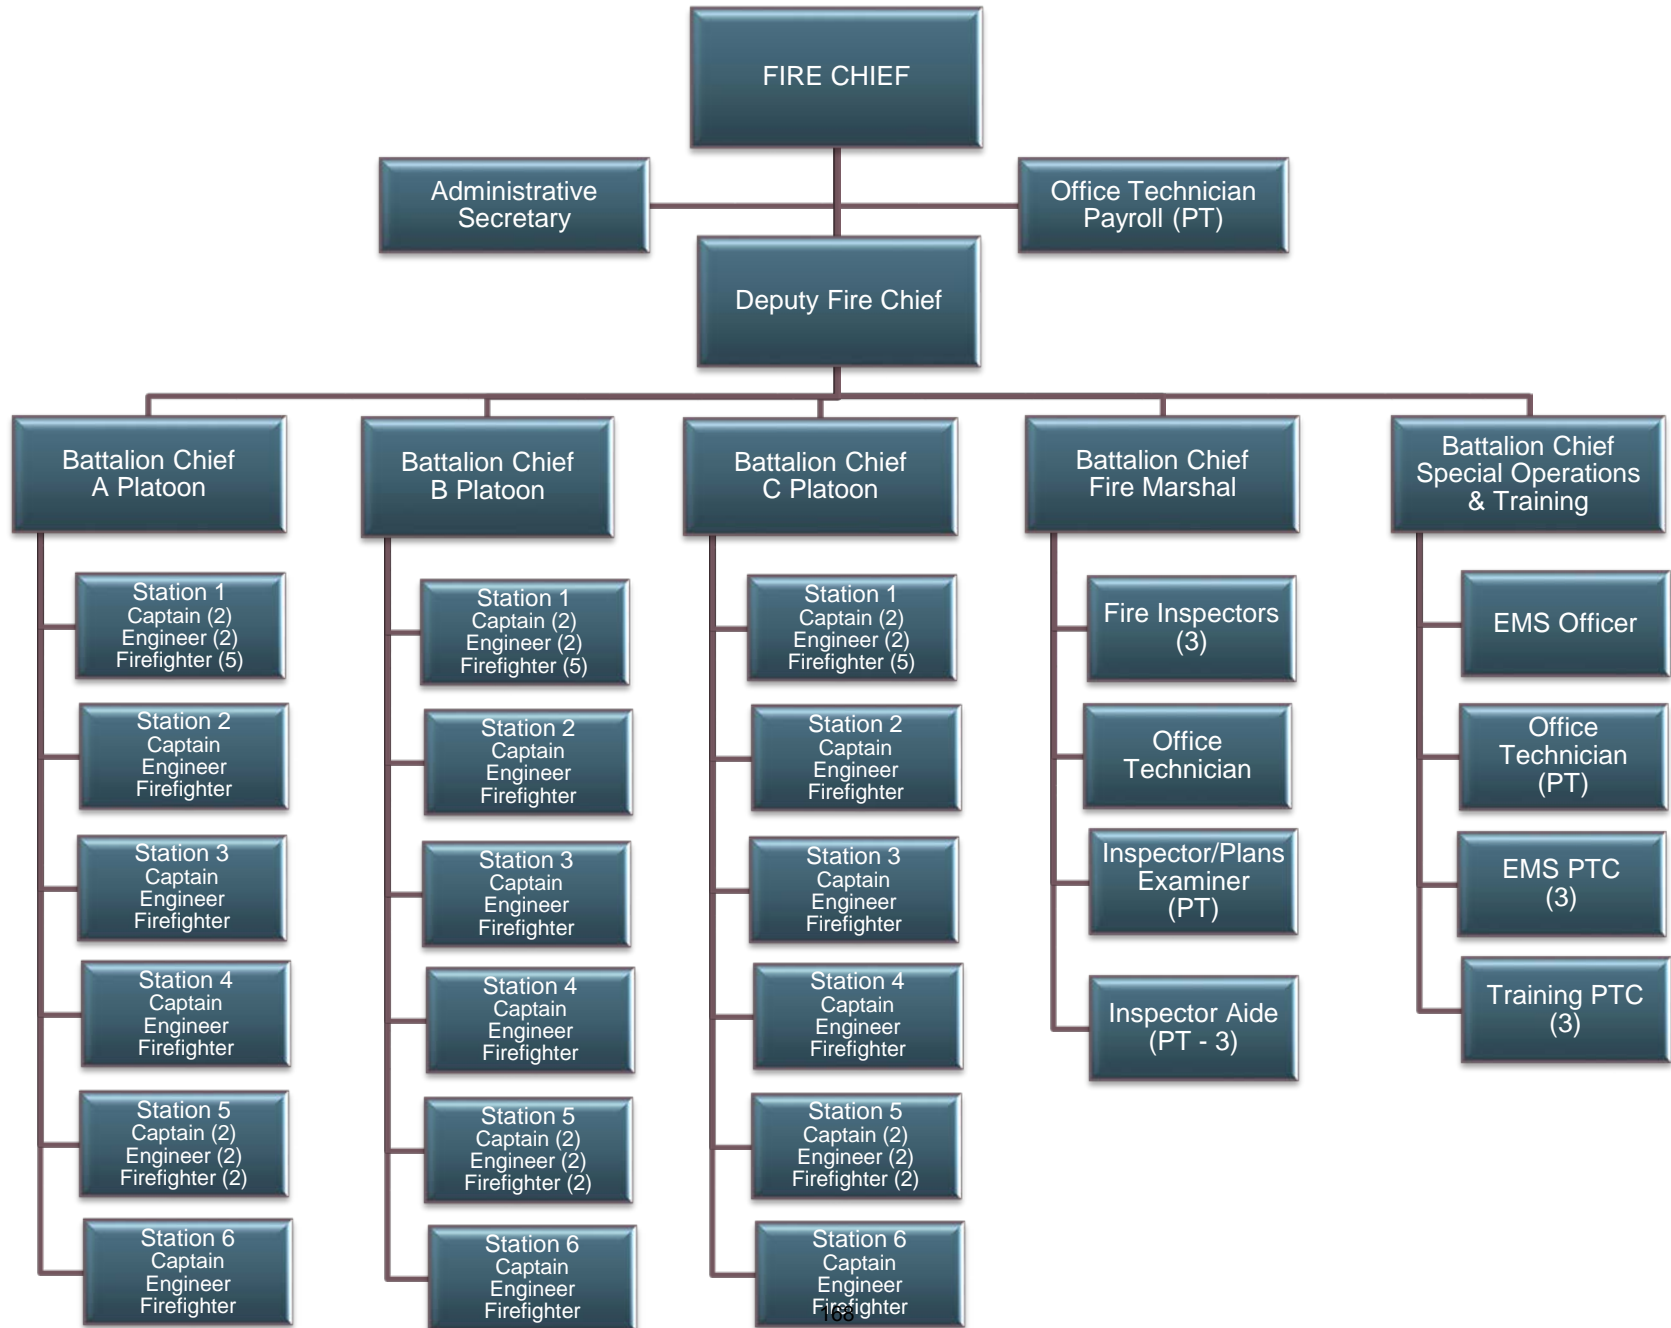 FIRE CHIEF
Administrative
Secretary
Office Technician
Payroll (PT)
Deputy Fire Chief
Battalion Chief
A Platoon
Battalion Chief
B Platoon
Battalion Chief
C Platoon
Battalion Chief
Fire Marshal
Battalion Chief
Special Operations
& Training
Station 1
Captain (2)
Engineer (2)
Firefighter (5)
Station 2
Captain
Engineer
Firefighter
Station 3
Captain
Engineer
Firefighter
Station 4
Captain
Engineer
Firefighter
Station 5
Captain (2)
Engineer (2)
Firefighter (2)
Station 6
Captain
Engineer
Firefighter
Station 1
Captain (2)
Engineer (2)
Firefighter (5)
Station 2
Captain
Engineer
Firefighter
Station 3
Captain
Engineer
Firefighter
Station 4
Captain
Engineer
Firefighter
Station 5
Captain (2)
Engineer (2)
Firefighter (2)
Station 6
Captain
Engineer
Firefighter
Station 1
Captain (2)
Engineer (2)
Firefighter (5)
Station 2
Captain
Engineer
Firefighter
Station 3
Captain
Engineer
Firefighter
Station 4
Captain
Engineer
Firefighter
Station 5
Captain (2)
Engineer (2)
Firefighter (2)
Station 6
Captain
Engineer
Firefighter
Fire Inspectors
(3)
Office
Technician
Inspector/Plans
Examiner
(PT)
Inspector Aide
(PT - 3)
EMS Officer
Office
Technician
(PT)
EMS PTC
(3)
Training PTC
(3)
168